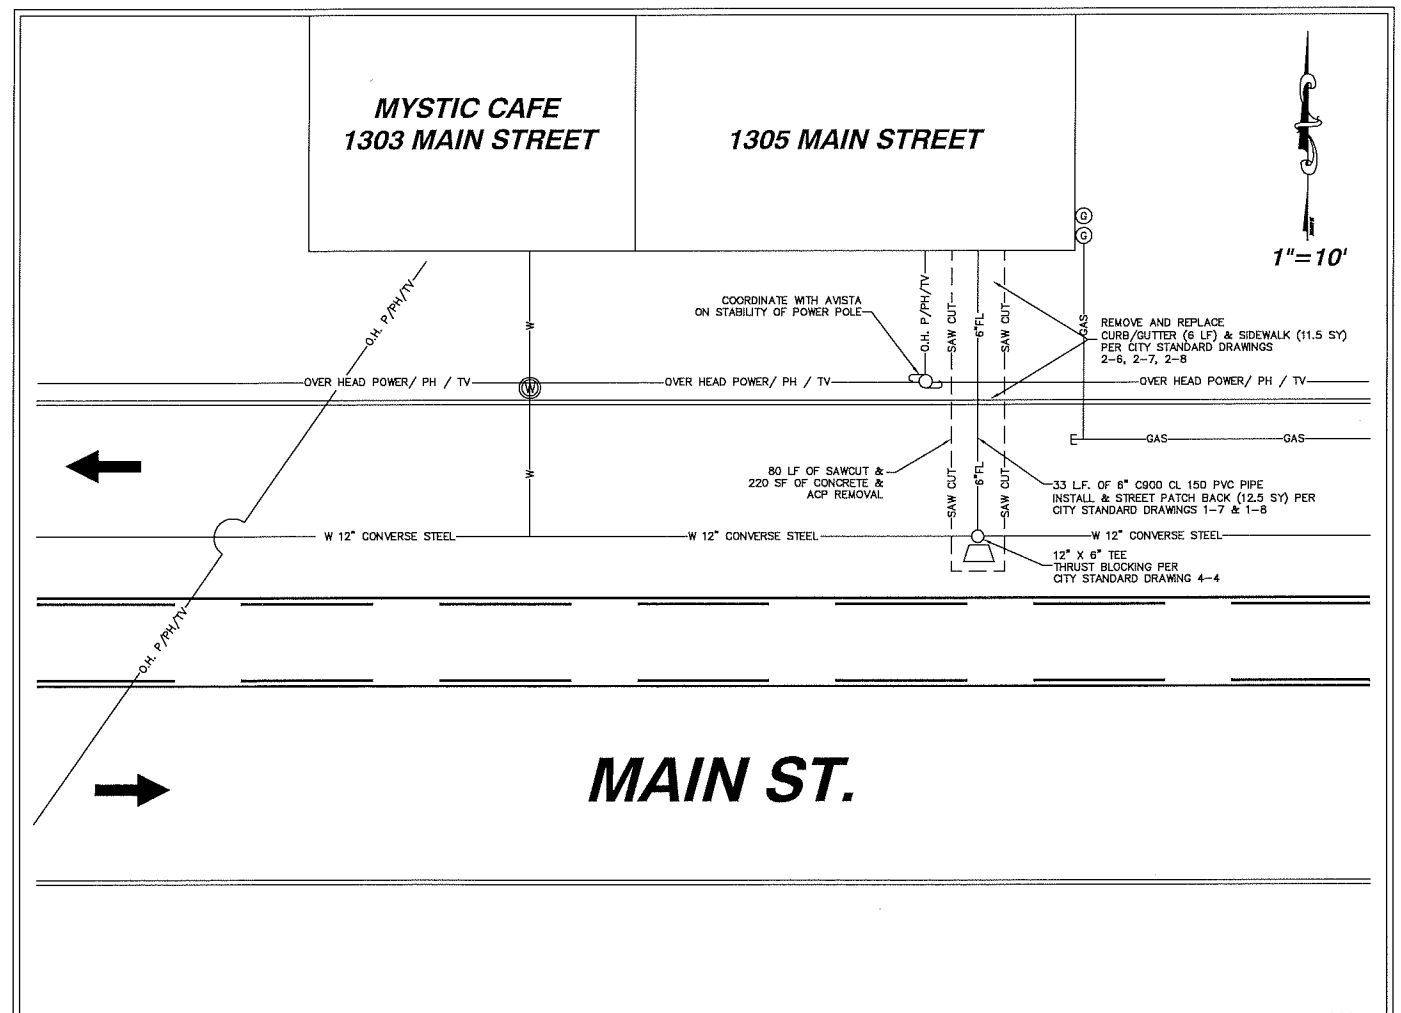 MYSTIC CAFE
1303 MAIN STREET
1305 MAIN STREET
1"=10'
G
G
COORDINATE WITH AVISTA
ON STABILITY OF POWER POLE
O.H. P/PH/TV
O.H. P/PH/TV
W
SAW CUT
6"FL
SAW CUT
GAS
REMOVE AND REPLACE
CURB/GUTTER (6 LF) & SIDEWALK (11.5 SY)
PER CITY STANDARD DRAWINGS
2-6, 2-7, 2-8
OVER HEAD POWER/ PH / TV
W
OVER HEAD POWER/ PH / TV
OVER HEAD POWER/ PH / TV
GAS
GAS
W
80 LF OF SAWCUT &
220 SF OF CONCRETE &
ACP REMOVAL
SAW CUT
6"FL
SAW CUT
33 L.F. OF 6" C900 CL 150 PVC PIPE
INSTALL & STREET PATCH BACK (12.5 SY) PER
CITY STANDARD DRAWINGS 1-7 & 1-8
W 12" CONVERSE STEEL
W 12" CONVERSE STEEL
W 12" CONVERSE STEEL
12" X 6" TEE
THRUST BLOCKING PER
CITY STANDARD DRAWING 4-4
O.H. P/PH/TV
MAIN ST.